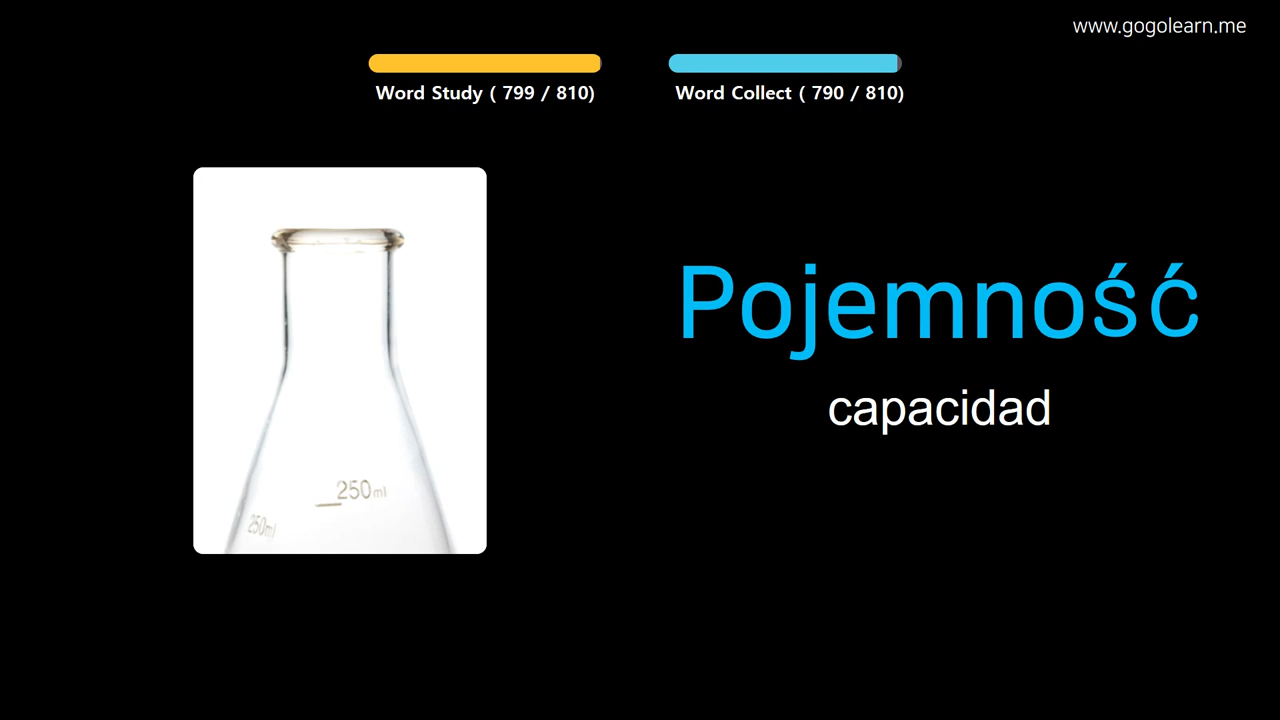 www.gogolearn.me
Word Study ( 799 / 810)
Word Collect ( 790 / 810)
Pojemność
capacidad
250ml
250ml